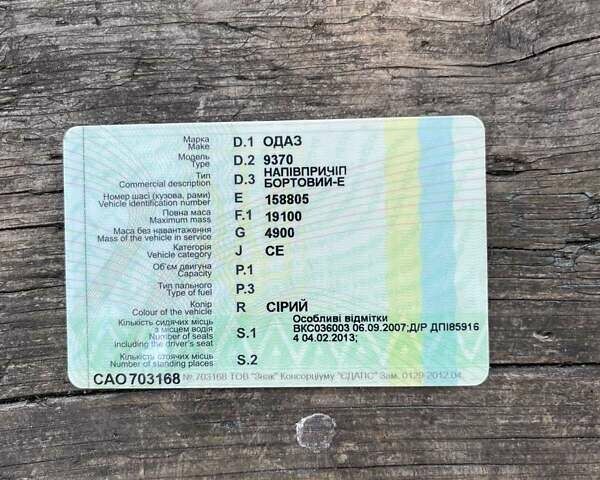 Марка
Make D.1 ОДАЗ
Модель
Type D.2 9370
Тип
Commercial description D.3 НАПІВПРИЧІП
БОРТОВИЙ-Е
Номер шасі (кузова, рами)
Vehicle identification number E 158805
Повна маса
Maximum mass F.1 19100
Маса без навантаження
Mass of the vehicle in service G 4900
Категорія
Vehicle category J СЕ
Об'єм двигуна
Capacity P.1
Тип пального
Type of fuel P.3
Колір
Colour of the vehicle R СІРИЙ
Кількість сидячих місць
з місцем водія
Number of seats
Including the driver's seat S.1
Особливі відмітки
ВКС036003 06.09.2007;Д/Р ДПІ85916
4 04.02.2013;
Кількість стоячих місць
Number of standing places S.2
САО703168 № 703168 ТОВ "Знак" Консорціуму "ЄДАПС" Зам. 0129-2012.04